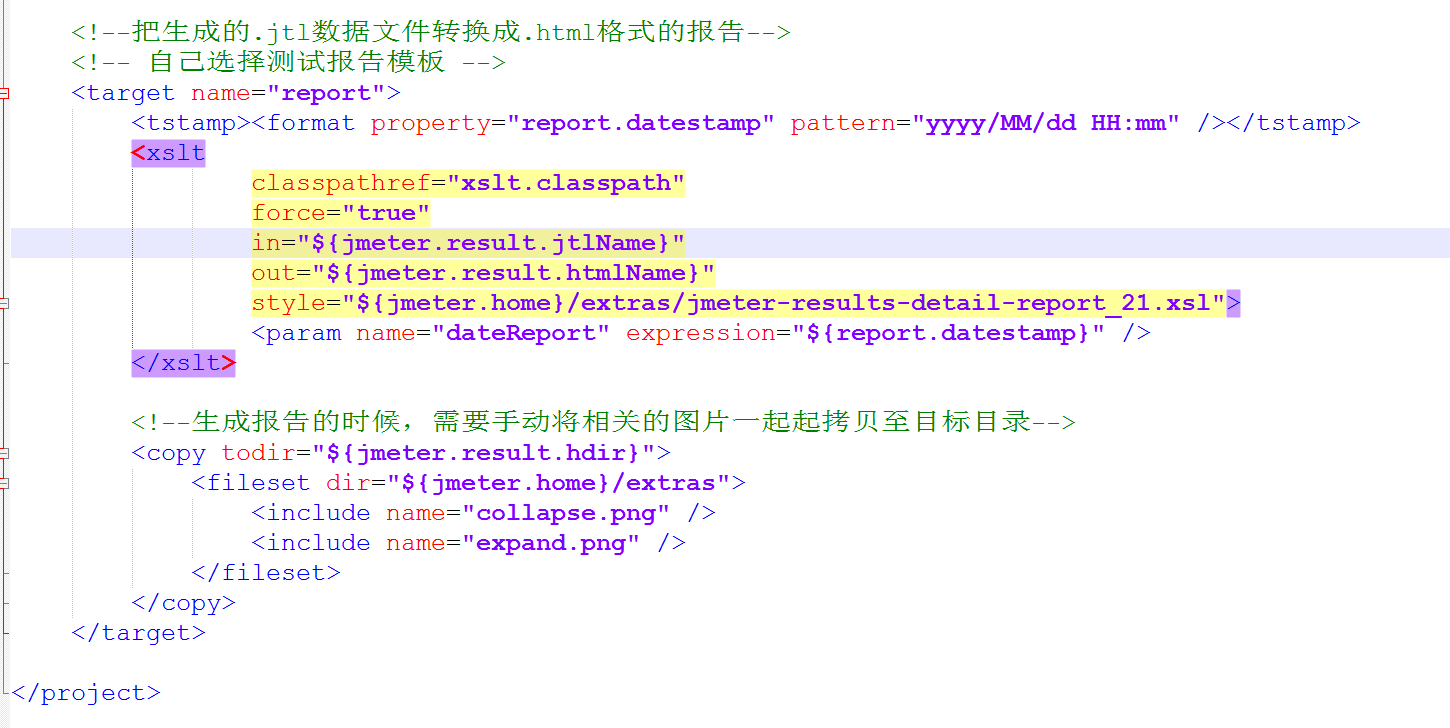 <!--把生成的.jtl数据文件转换成.html格式的报告-->
<!-- 自己选择测试报告模板 -->
<target name="report">
<tstamp><format property="report.datestamp" pattern="yyyy/MM/dd HH:mm" /></tstamp>
<xslt
classpathref="xslt.classpath"
force="true"
in="${jmeter.result.jtlName}"
out="${jmeter.result.htmlName}"
style="${jmeter.home}/extras/jmeter-results-detail-report_21.xsl">
<param name="dateReport" expression="${report.datestamp}" />
</xslt>
<!--生成报告的时候，需要手动将相关的图片一起起拷贝至目标目录-->
<copy todir="${jmeter.result.hdir}">
<fileset dir="${jmeter.home}/extras">
<include name="collapse.png" />
<include name="expand.png" />
</fileset>
</copy>
</target>
</project>